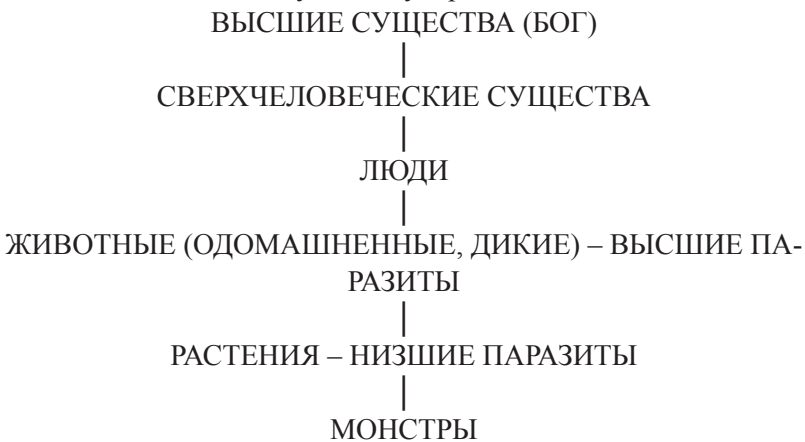 ВЫСШИЕ СУЩЕСТВА (БОГ)
СВЕРХЧЕЛОВЕЧЕСКИЕ СУЩЕСТВА
ЛЮДИ
ЖИВОТНЫЕ (ОДОМАШНЕННЫЕ, ДИКИЕ) – ВЫСШИЕ ПА-
РАЗИТЫ
РАСТЕНИЯ – НИЗШИЕ ПАРАЗИТЫ
МОНСТРЫ